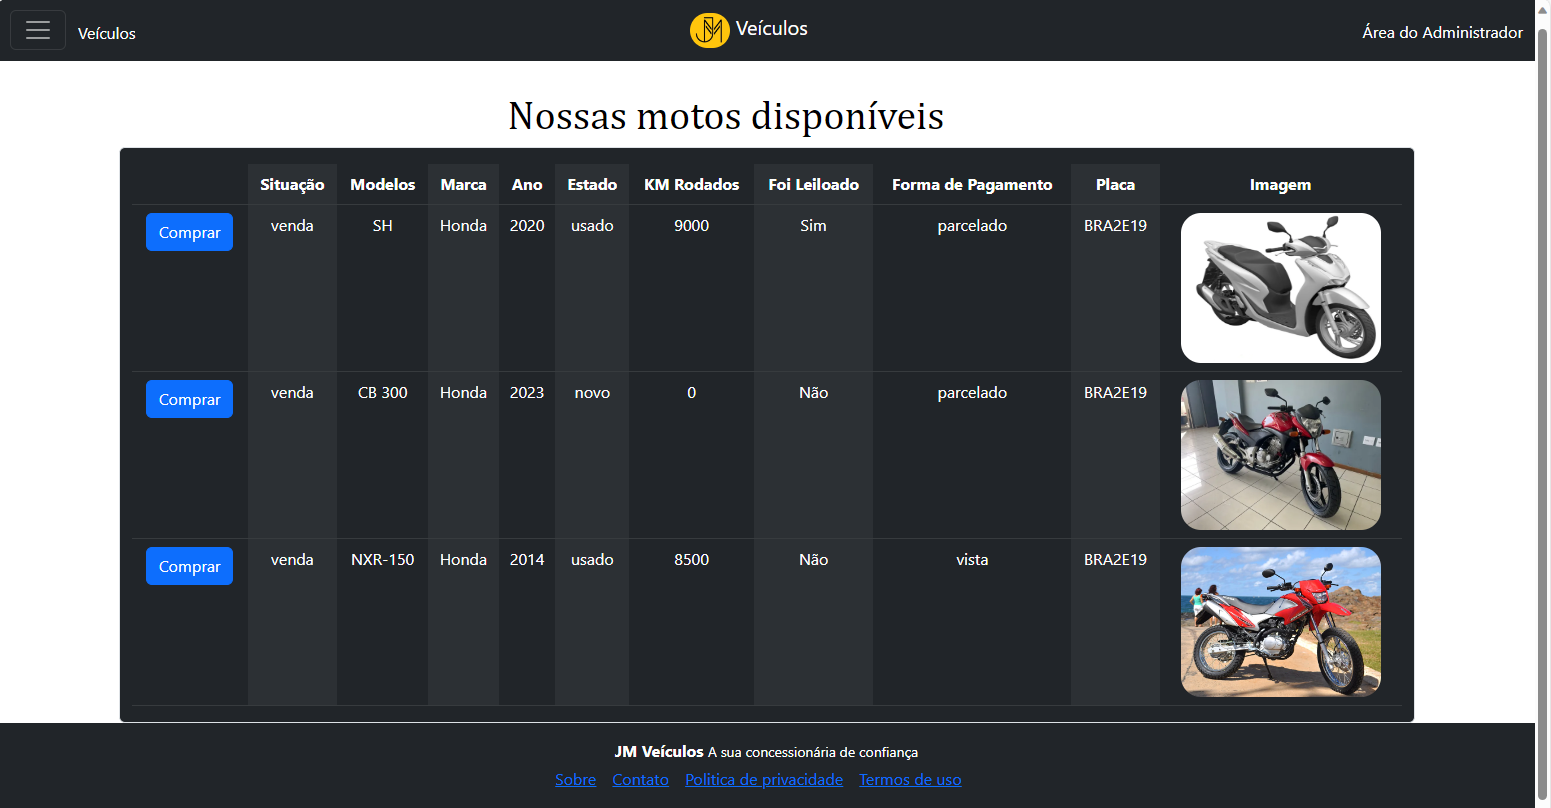 Veículos
JM Veículos
Área do Administrador
Nossas motos disponíveis
Situação Modelos Marca Ano Estado KM Rodados Foi Leiloado Forma de Pagamento Placa Imagem
Comprar venda SH Honda 2020 usado 9000 Sim parcelado BRA2E19
Comprar venda CB 300 Honda 2023 novo 0 Não parcelado BRA2E19
Comprar venda NXR-150 Honda 2014 usado 8500 Não vista BRA2E19
JM Veículos A sua concessionária de confiança
Sobre Contato Politica de privacidade Termos de uso